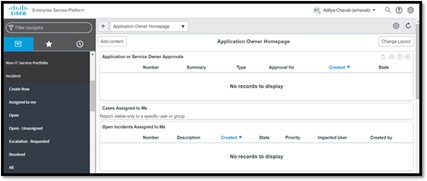 CISCO Enterprise Service Platform
Aditya Chavali (achavali)
Filter navigator
Application Owner Homepage
Add content
Application Owner Homepage
Change Layout
Non IT Service Portfolio
Incident
Create New
Assigned to me
Open
Open - Unassigned
Escalation - Requested
Resolved
All
Application or Service Owner Approvals
Number Summary Type Approval for Created ▼ State
No records to display
Cases Assigned to Me
Report visible only to a specific user or group
Open Incidents Assigned to Me
Number Description Created ▼ State Priority Impacted User Created by
No records to display